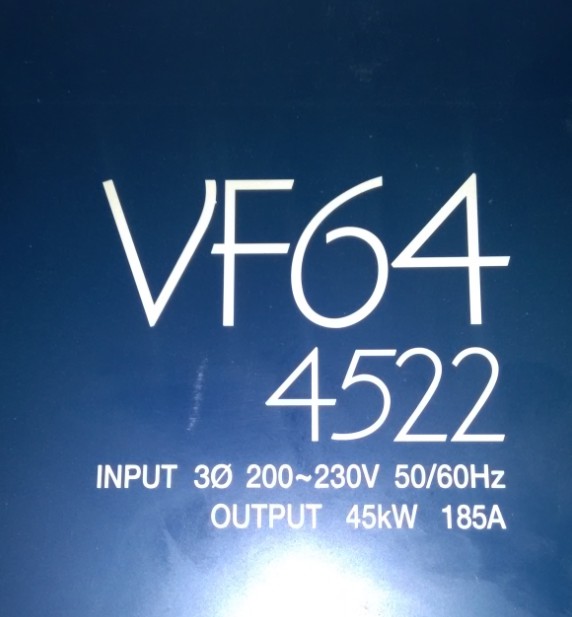 VF64
4522
INPUT 3Ø 200~230V 50/60Hz
OUTPUT 45kW 185A